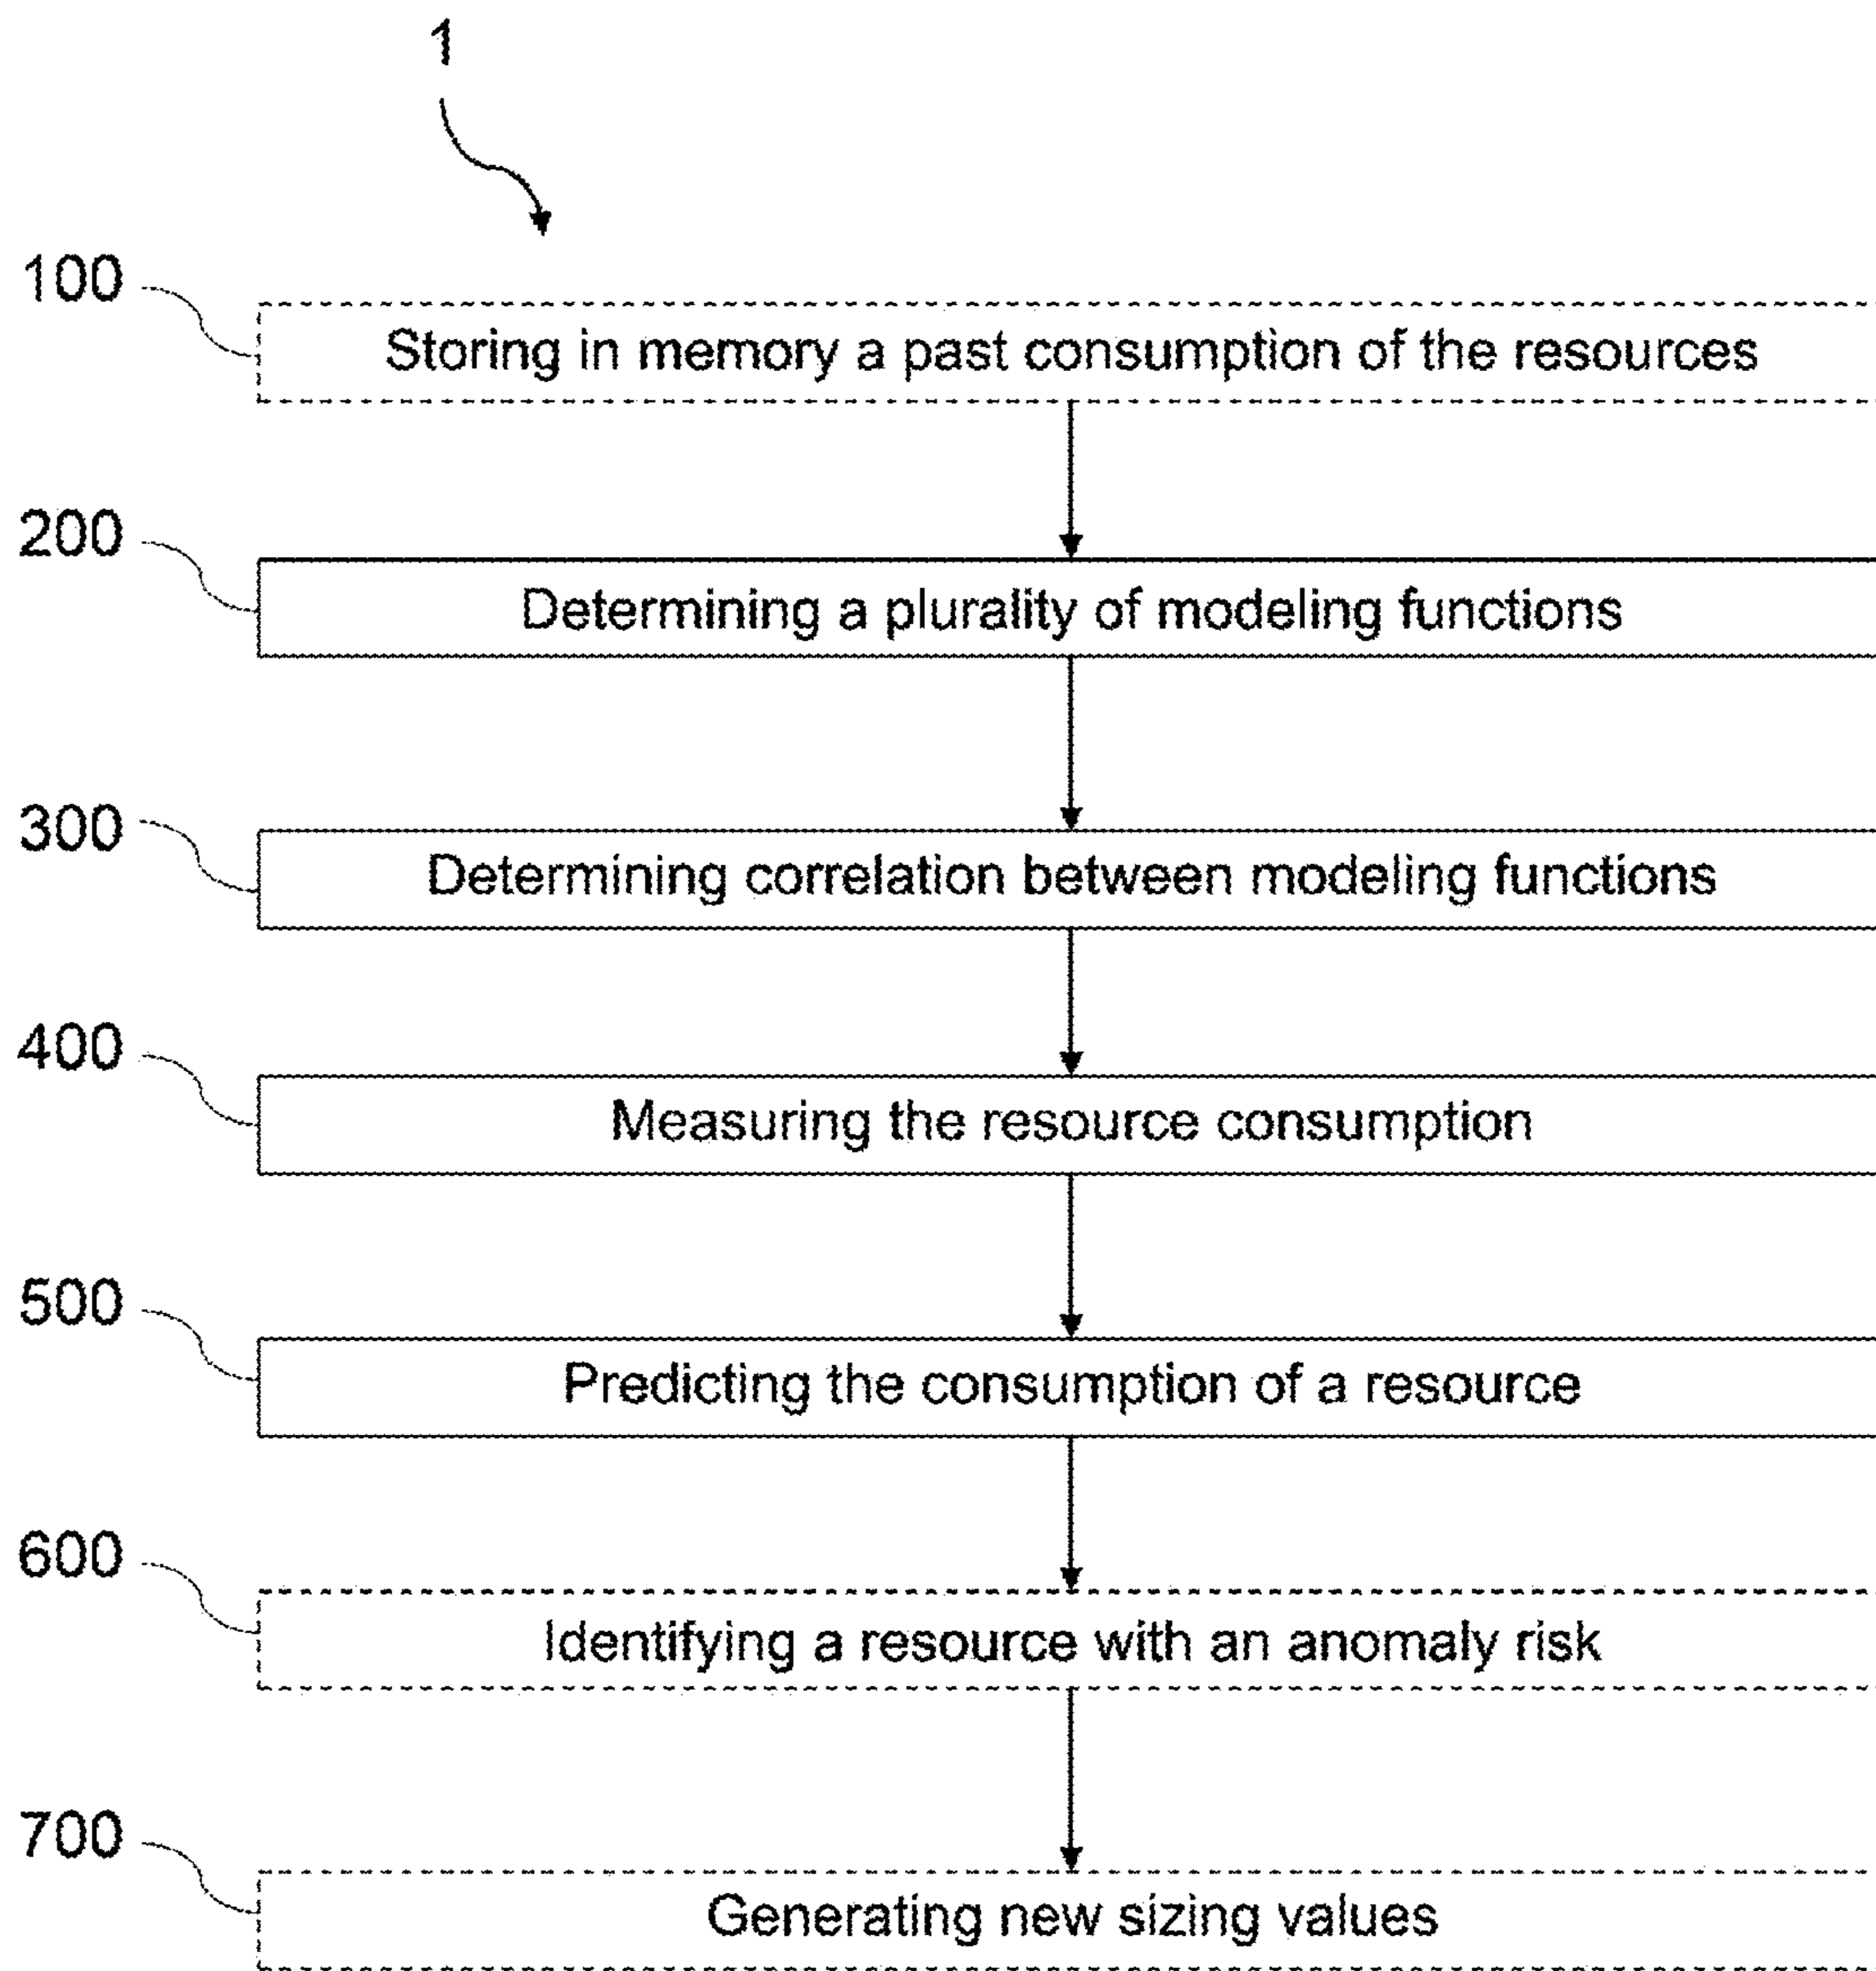 1
100
Storing in memory a past consumption of the resources
200
Determining a plurality of modeling functions
300
Determining correlation between modeling functions
400
Measuring the resource consumption
500
Predicting the consumption of a resource
600
Identifying a resource with an anomaly risk
700
Generating new sizing values